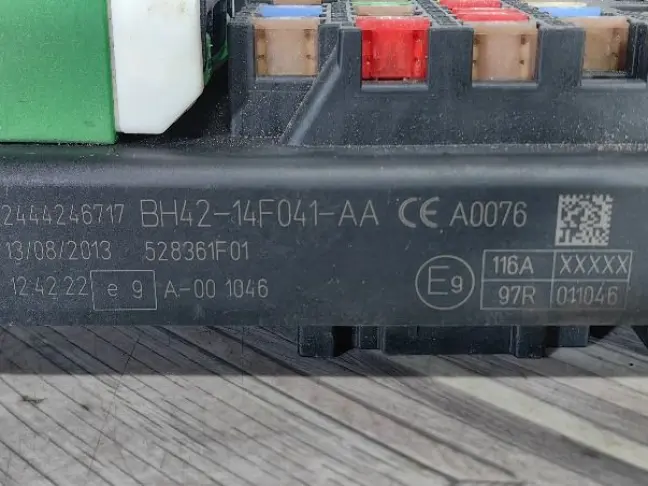 2444246717 BH42-14F041-AA CE A0076
13/08/2013 528361F01
12.42.22 e 9 A-00 1046
E9 116A XXXXX
97R 011046